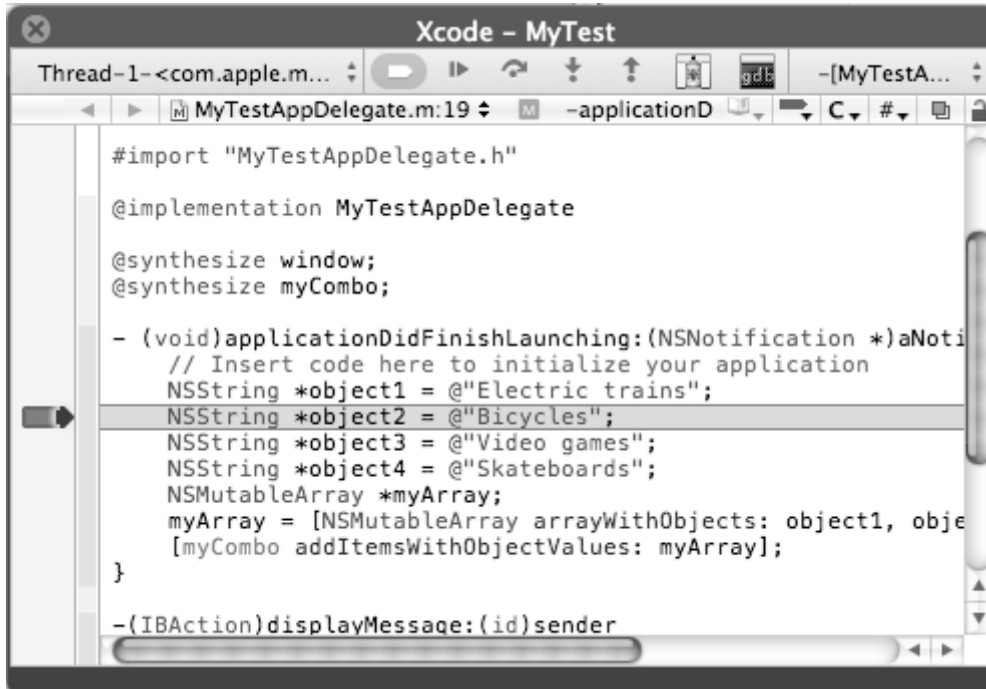 Xcode – MyTest
Thread-1-<com.apple.m... gdb -[MyTestA...
MyTestAppDelegate.m:19 M -applicationD C #
#import "MyTestAppDelegate.h"
@implementation MyTestAppDelegate
@synthesize window;
@synthesize myCombo;
- (void)applicationDidFinishLaunching:(NSNotification *)aNoti
// Insert code here to initialize your application
NSString *object1 = @"Electric trains";
NSString *object2 = @"Bicycles";
NSString *object3 = @"Video games";
NSString *object4 = @"Skateboards";
NSMutableArray *myArray;
myArray = [NSMutableArray arrayWithObjects: object1, obje
[myCombo addItemsWithObjectValues: myArray];
}
-(IBAction)displayMessage:(id)sender